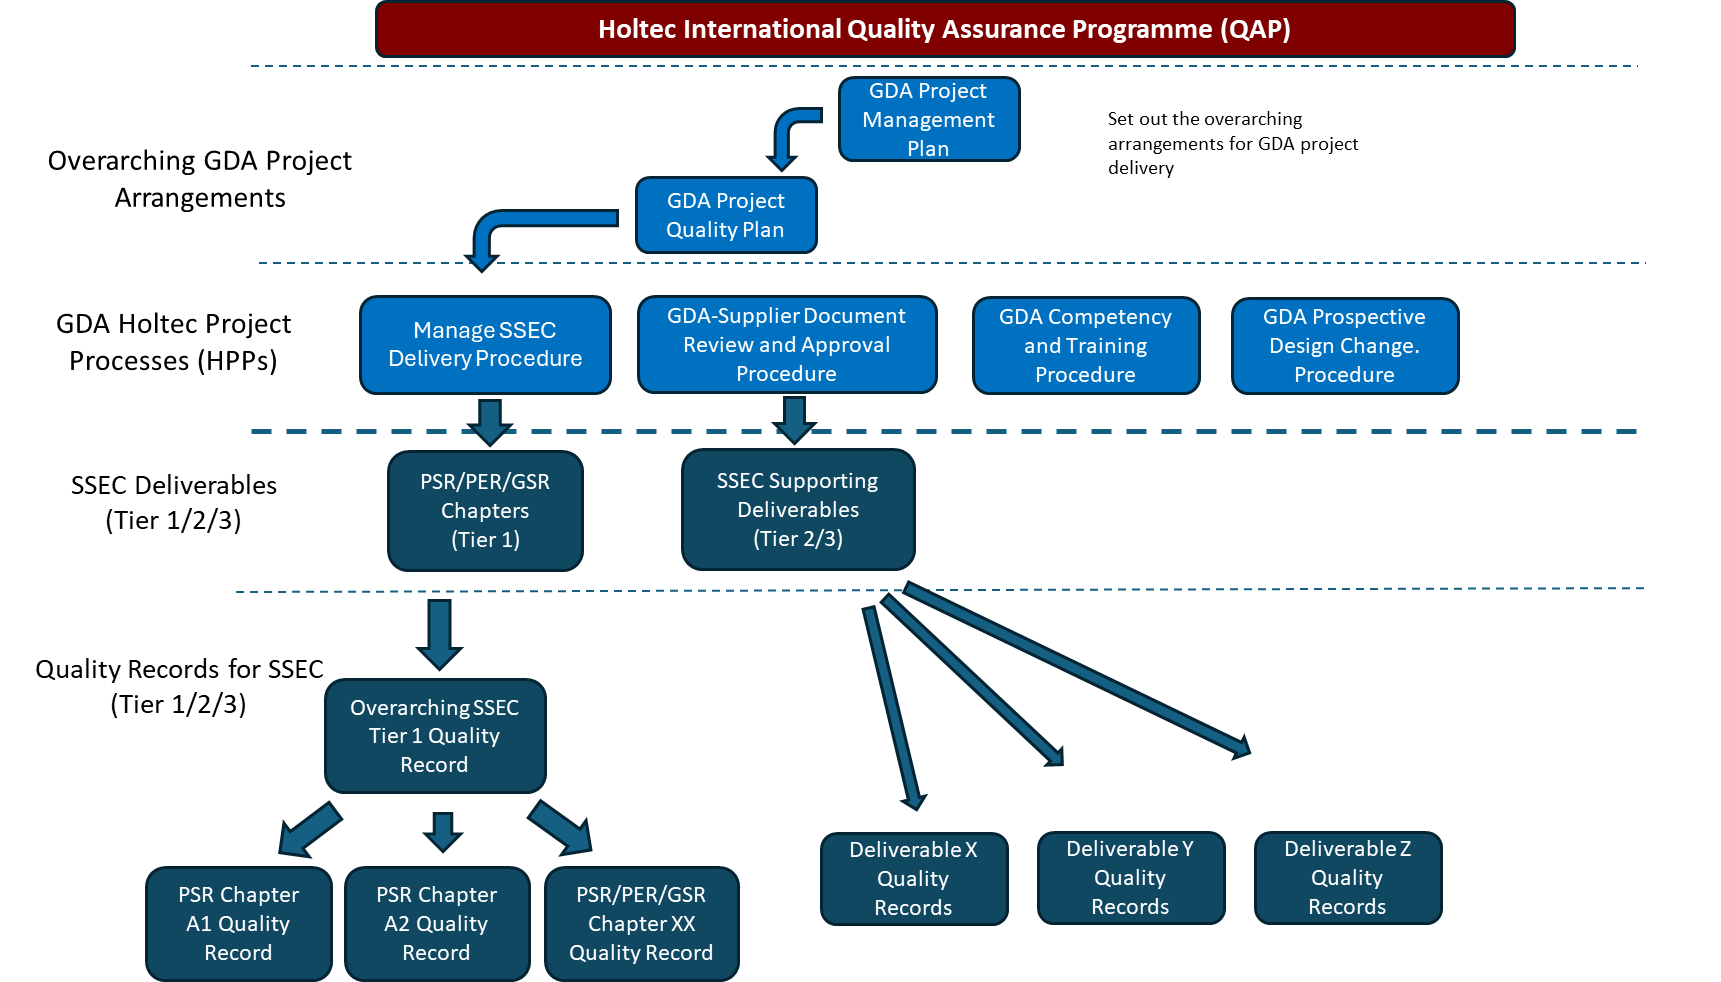 Holtec International Quality Assurance Programme (QAP)
GDA Project
Management
Plan
Set out the overarching
arrangements for GDA project
delivery
Overarching GDA Project
Arrangements
GDA Project
Quality Plan
GDA Holtec Project
Processes (HPPs)
Manage SSEC
Delivery Procedure
GDA-Supplier Document
Review and Approval
Procedure
GDA Competency
and Training
Procedure
GDA Prospective
Design Change.
Procedure
SSEC Deliverables
(Tier 1/2/3)
PSR/PER/GSR
Chapters
(Tier 1)
SSEC Supporting
Deliverables
(Tier 2/3)
Quality Records for SSEC
(Tier 1/2/3)
Overarching SSEC
Tier 1 Quality
Record
PSR Chapter
A1 Quality
Record
PSR Chapter
A2 Quality
Record
PSR/PER/GSR
Chapter XX
Quality Record
Deliverable X
Quality
Records
Deliverable Y
Quality
Records
Deliverable Z
Quality
Records